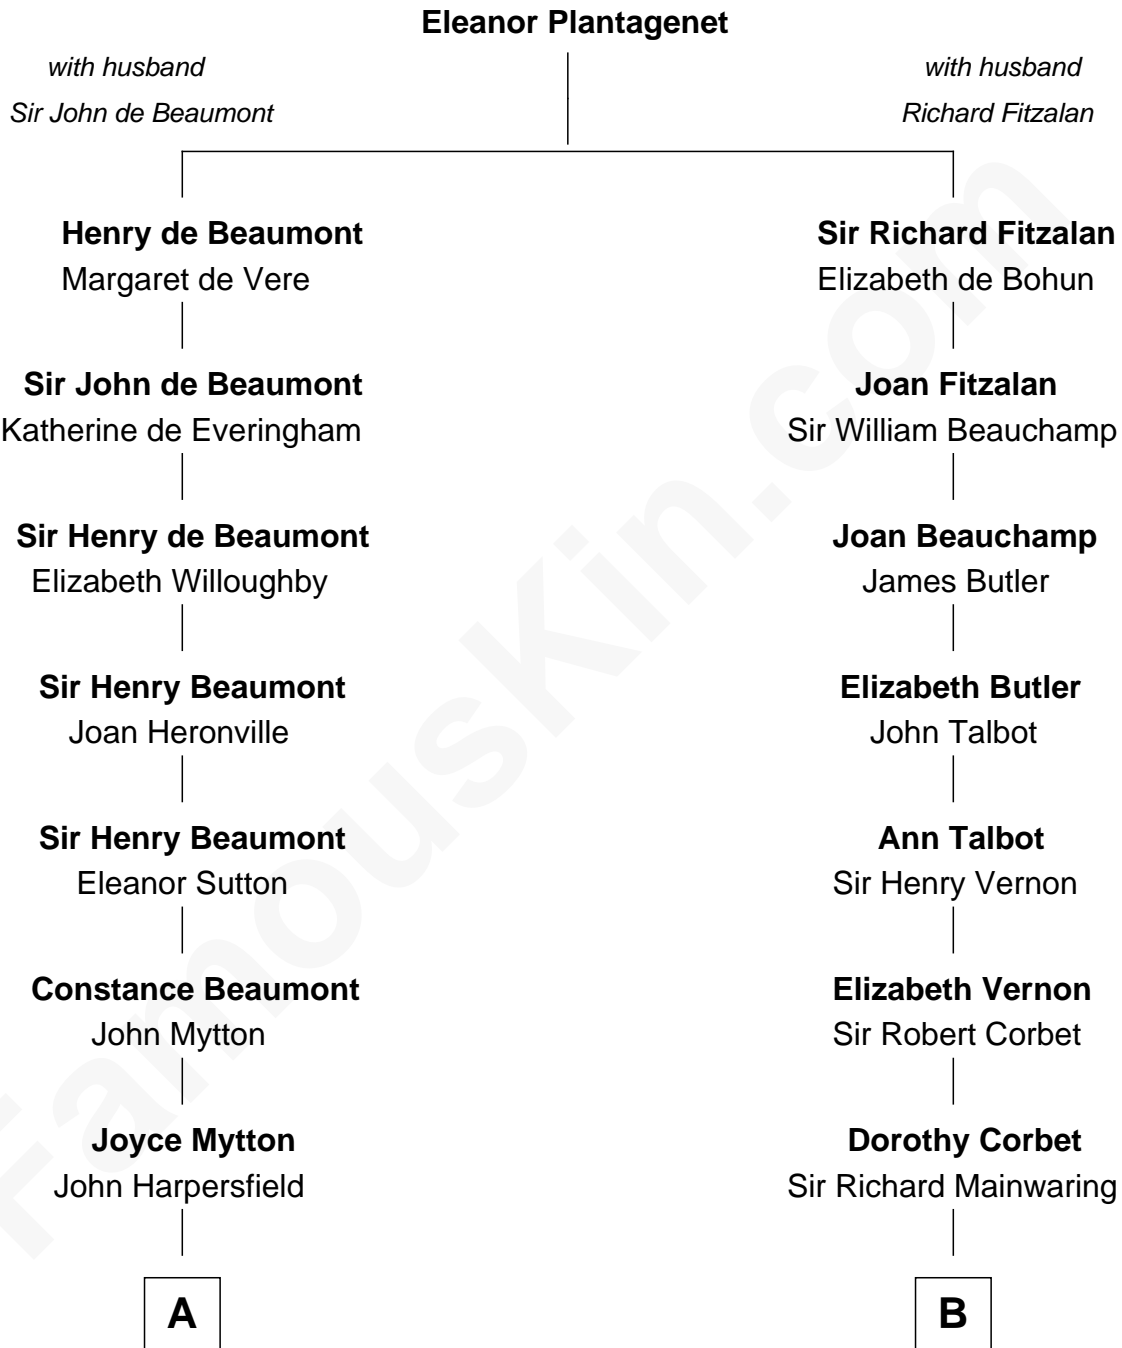 Eleanor Plantagenet
with husband
Sir John de Beaumont
with husband
Richard Fitzalan
Henry de Beaumont
Margaret de Vere
Sir Richard Fitzalan
Elizabeth de Bohun
Sir John de Beaumont
Katherine de Everingham
Joan Fitzalan
Sir William Beauchamp
Sir Henry de Beaumont
Elizabeth Willoughby
Joan Beauchamp
James Butler
Sir Henry Beaumont
Joan Heronville
Elizabeth Butler
John Talbot
Sir Henry Beaumont
Eleanor Sutton
Ann Talbot
Sir Henry Vernon
Constance Beaumont
John Mytton
Elizabeth Vernon
Sir Robert Corbet
Joyce Mytton
John Harpersfield
Dorothy Corbet
Sir Richard Mainwaring
A
B
FamousKin.com